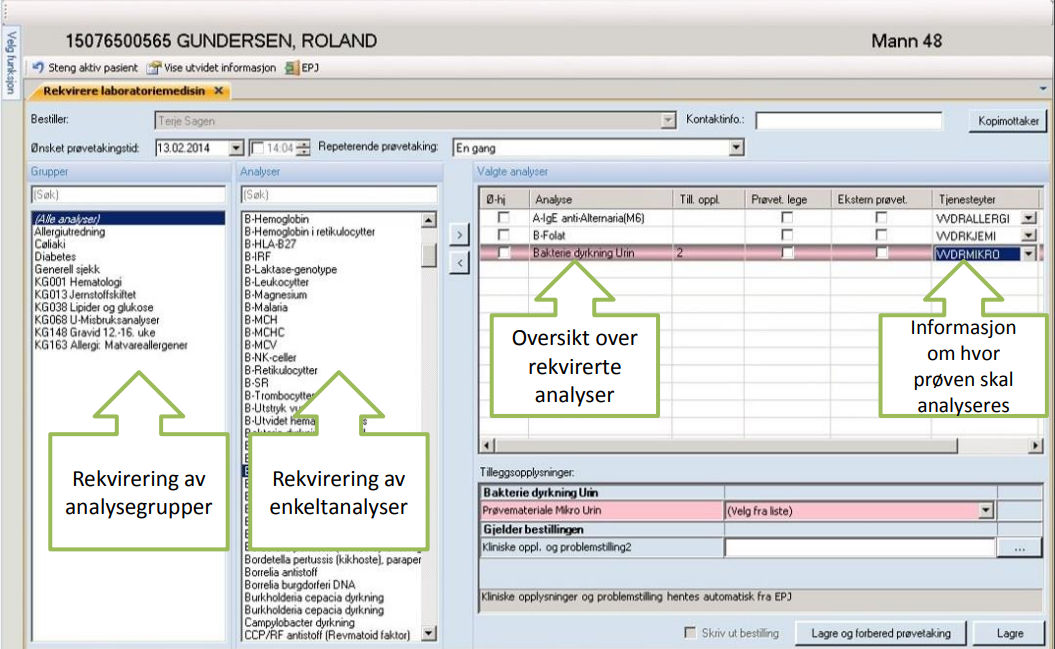 Velg funksjon
15076500565 GUNDERSEN, ROLAND Mann 48
Steng aktiv pasient Vise utvidet informasjon EPJ
Rekvirere laboratoriemedisin ×
Bestiller: Terje Sagen Kontaktinfo.: Kopimottaker
Ønsket prøvetakingstid: 13.02.2014 14:04 Repeterende prøvetaking: En gang
Grupper
(Søk)
(Alle analyser)
Allergiutredning
Cøliaki
Diabetes
Generell sjekk
KG001 Hematologi
KG013 Jernstoffskiftet
KG038 Lipider og glukose
KG068 U-Misbruksanalyser
KG148 Gravid 12.-16. uke
KG163 Allergi: Matvareallergener
Rekvirering av
analysegrupper
Analyser
(Søk)
B-Hemoglobin
B-Hemoglobin i retikulocytter
B-HLA-B27
B-IRF
B-Laktase-genotype
B-Leukocytter
B-Magnesium
B-Malaria
B-MCH
B-MCHC
B-MCV
B-NK-celler
B-Retikulocytter
B-SR
B-Trombocytter
B-Utstryk
B-Utvidet
Rekvirering av
enkeltanalyser
Bordetella pertussis (kikhoste), paraper
Borrelia antistoff
Borrelia burgdorferi DNA
Burkholderia cepacia dyrkning
Burkholderia cepacia dyrkning
Campylobacter dyrkning
CCP/RF antistoff (Revmatoid faktor)
>
<
Valgte analyser
Ø-hj Analyse Till. oppl. Prøvet. lege Ekstern prøvet. Tjenesteyter
A-IgE anti-Alternaria(M6) VVDRALLERGI
B-Folat VVDRKJEMI
Bakterie dyrkning Urin 2 VVDRMIKRO
Oversikt over
rekvirerte
analyser
Informasjon
om hvor
prøven skal
analyseres
Tilleggsopplysninger:
Bakterie dyrkning Urin
Prøvemateriale Mikro Urin (Velg fra liste)
Gjelder bestillingen
Kliniske oppl. og problemstilling2 ...
Kliniske opplysninger og problemstilling hentes automatisk fra EPJ
Skriv ut bestilling Lagre og forbered prøvetaking Lagre